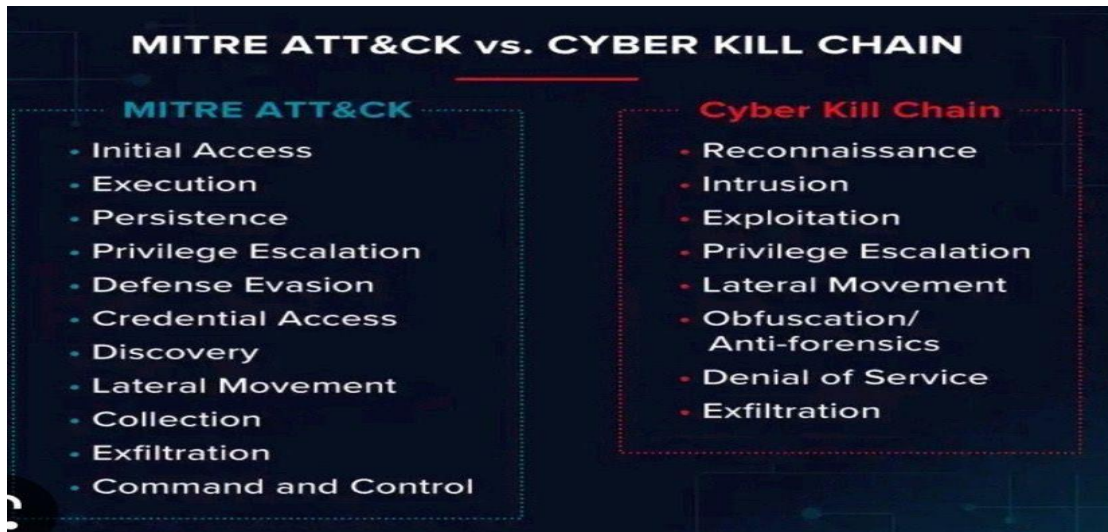 MITRE ATT&CK vs. CYBER KILL CHAIN
MITRE ATT&CK
• Initial Access
• Execution
• Persistence
• Privilege Escalation
• Defense Evasion
• Credential Access
• Discovery
• Lateral Movement
• Collection
• Exfiltration
• Command and Control
Cyber Kill Chain
• Reconnaissance
• Intrusion
• Exploitation
• Privilege Escalation
• Lateral Movement
• Obfuscation/
Anti-forensics
• Denial of Service
• Exfiltration